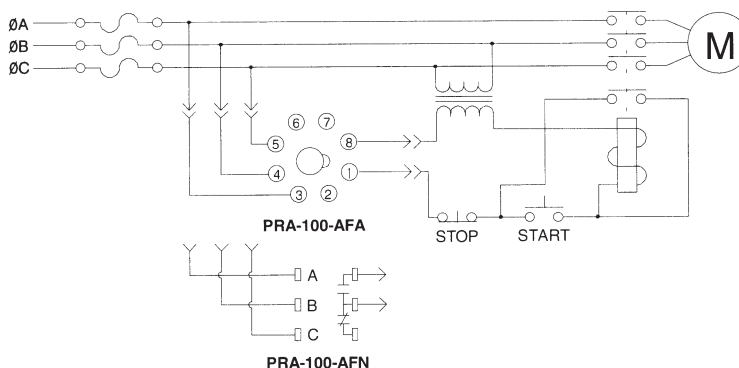 ØA
ØB
ØC
M
6 7
5 8
4 1
3 2
PRA-100-AFA
STOP START
A
B
C
PRA-100-AFN